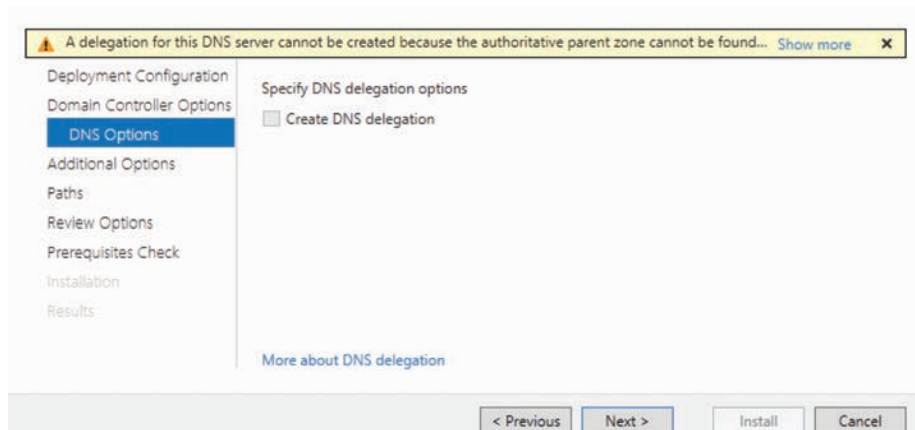 A delegation for this DNS server cannot be created because the authoritative parent zone cannot be found... Show more
Deployment Configuration
Domain Controller Options
DNS Options
Additional Options
Paths
Review Options
Prerequisites Check
Installation
Results
Specify DNS delegation options
Create DNS delegation
More about DNS delegation
< Previous Next > Install Cancel